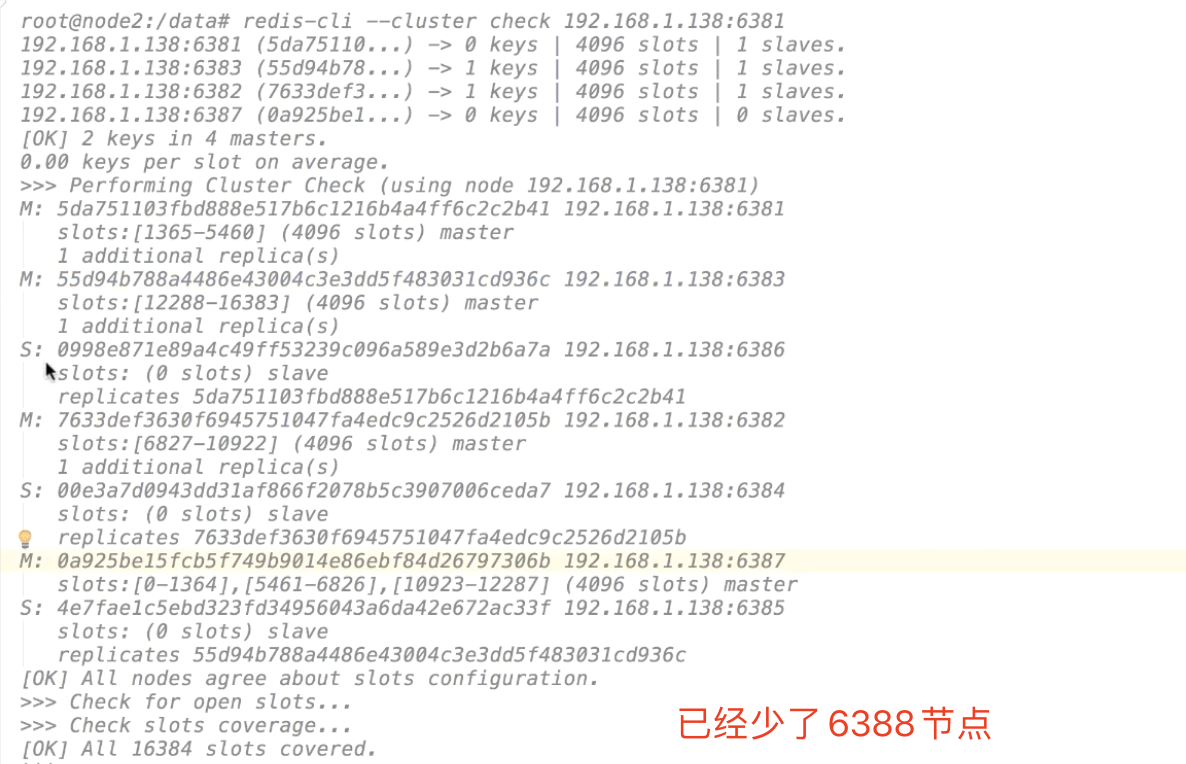 root@node2:/data# redis-cli --cluster check 192.168.1.138:6381
192.168.1.138:6381 (5da75110...) -> 0 keys | 4096 slots | 1 slaves.
192.168.1.138:6383 (55d94b78...) -> 1 keys | 4096 slots | 1 slaves.
192.168.1.138:6382 (7633def3...) -> 1 keys | 4096 slots | 1 slaves.
192.168.1.138:6387 (0a925be1...) -> 0 keys | 4096 slots | 0 slaves.
[OK] 2 keys in 4 masters.
0.00 keys per slot on average.
>>> Performing Cluster Check (using node 192.168.1.138:6381)
M: 5da751103fbd888e517b6c1216b4a4ff6c2c2b41 192.168.1.138:6381
slots:[1365-5460] (4096 slots) master
1 additional replica(s)
M: 55d94b788a4486e43004c3e3dd5f483031cd936c 192.168.1.138:6383
slots:[12288-16383] (4096 slots) master
1 additional replica(s)
S: 0998e871e89a4c49ff53239c096a589e3d2b6a7a 192.168.1.138:6386
slots: (0 slots) slave
replicates 5da751103fbd888e517b6c1216b4a4ff6c2c2b41
M: 7633def3630f6945751047fa4edc9c2526d2105b 192.168.1.138:6382
slots:[6827-10922] (4096 slots) master
1 additional replica(s)
S: 00e3a7d0943dd31af866f2078b5c3907006ceda7 192.168.1.138:6384
slots: (0 slots) slave
replicates 7633def3630f6945751047fa4edc9c2526d2105b
M: 0a925be15fcb5f749b9014e86ebf84d26797306b 192.168.1.138:6387
slots:[0-1364],[5461-6826],[10923-12287] (4096 slots) master
S: 4e7fae1c5ebd323fd34956043a6da42e672ac33f 192.168.1.138:6385
slots: (0 slots) slave
replicates 55d94b788a4486e43004c3e3dd5f483031cd936c
[OK] All nodes agree about slots configuration.
>>> Check for open slots...
>>> Check slots coverage...
[OK] All 16384 slots covered.
已经少了6388节点